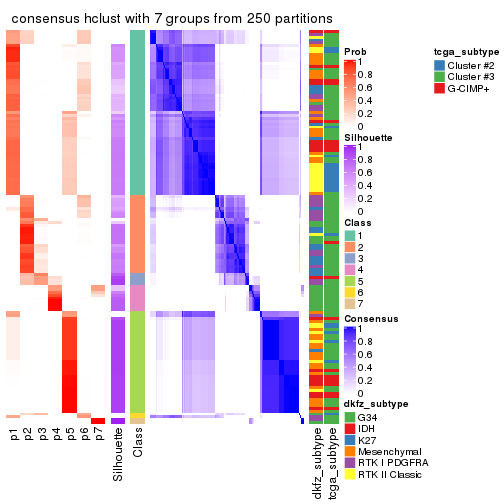 consensus hclust with 7 groups from 250 partitions
p1
p2
p3
p4
p5
p6
p7
Silhouette
Class
dkfz_subtype
tcga_subtype
Prob
1
0.8
0.6
0.4
0.2
0
Silhouette
1
0.8
0.6
0.4
0.2
0
Class
1
2
3
4
5
6
7
Consensus
1
0.8
0.6
0.4
0.2
0
dkfz_subtype
G34
IDH
K27
Mesenchymal
RTK I PDGFRA
RTK II Classic
tcga_subtype
Cluster #2
Cluster #3
G-CIMP+